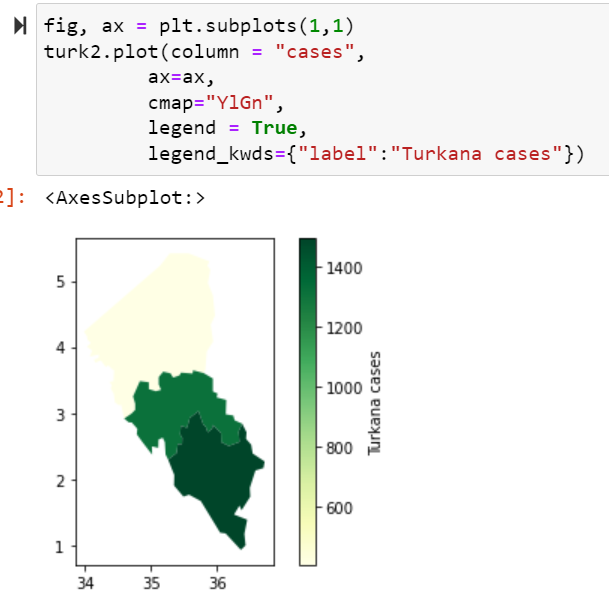 fig, ax = plt.subplots(1,1)
turk2.plot(column = "cases",
ax=ax,
cmap="YlGn",
legend = True,
legend_kwds={"label":"Turkana cases"})
2]: <AxesSubplot:>
5
4
3
2
1
34 35 36
1400
1200
1000
800
600
Turkana cases